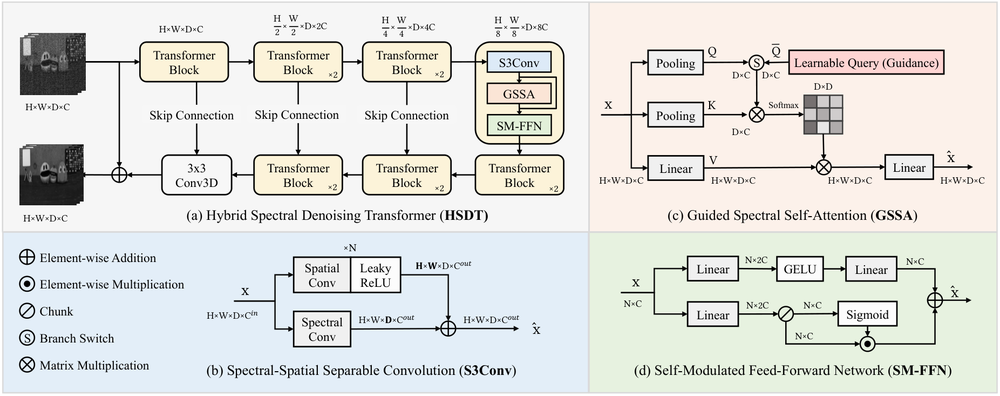 H×W×D×C
H/2 × W/2 ×D×2C
H/4 × W/4 ×D×4C
H/8 × W/8 ×D×8C
Transformer
Block
Transformer
Block
×2
Transformer
Block
×2
S3Conv
GSSA
SM-FFN
H×W×D×C
Skip Connection
Skip Connection
Skip Connection
3x3
Conv3D
Transformer
Block
×2
Transformer
Block
×2
Transformer
Block
×2
H×W×D×C
(a) Hybrid Spectral Denoising Transformer (HSDT)
X
H×W×D×C
Pooling
Q
D×C
S
Q̅
D×C
Learnable Query (Guidance)
Pooling
K
D×C
Softmax
D×D
Linear
V
H×W×D×C
H×W×D×C
Linear
X̂
H×W×D×C
(c) Guided Spectral Self-Attention (GSSA)
Element-wise Addition
Element-wise Multiplication
Chunk
S
Branch Switch
Matrix Multiplication
X
H×W×D×Cⁱⁿ
×N
Spatial
Conv
Leaky
ReLU
H×W×D×Cᵒᵘᵗ
Spectral
Conv
H×W×D×Cᵒᵘᵗ
H×W×D×Cᵒᵘᵗ
X̂
(b) Spectral-Spatial Separable Convolution (S3Conv)
X
N×C
Linear
N×2C
GELU
Linear
N×C
Linear
N×2C
N×C
Sigmoid
N×C
X̂
(d) Self-Modulated Feed-Forward Network (SM-FFN)